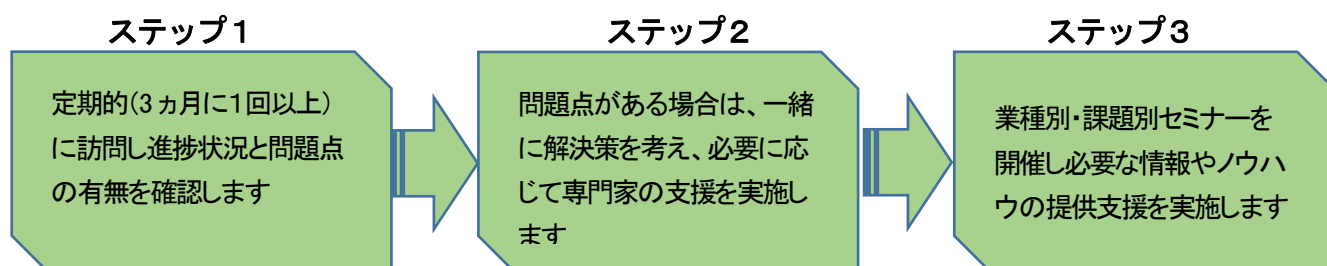 ステップ１
定期的（3ヵ月に１回以上）
に訪問し進捗状況と問題点
の有無を確認します
ステップ２
問題点がある場合は、一緒
に解決策を考え、必要に応
じて専門家の支援を実施し
ます
ステップ３
業種別・課題別セミナーを
開催し必要な情報やノウハ
ウの提供支援を実施します